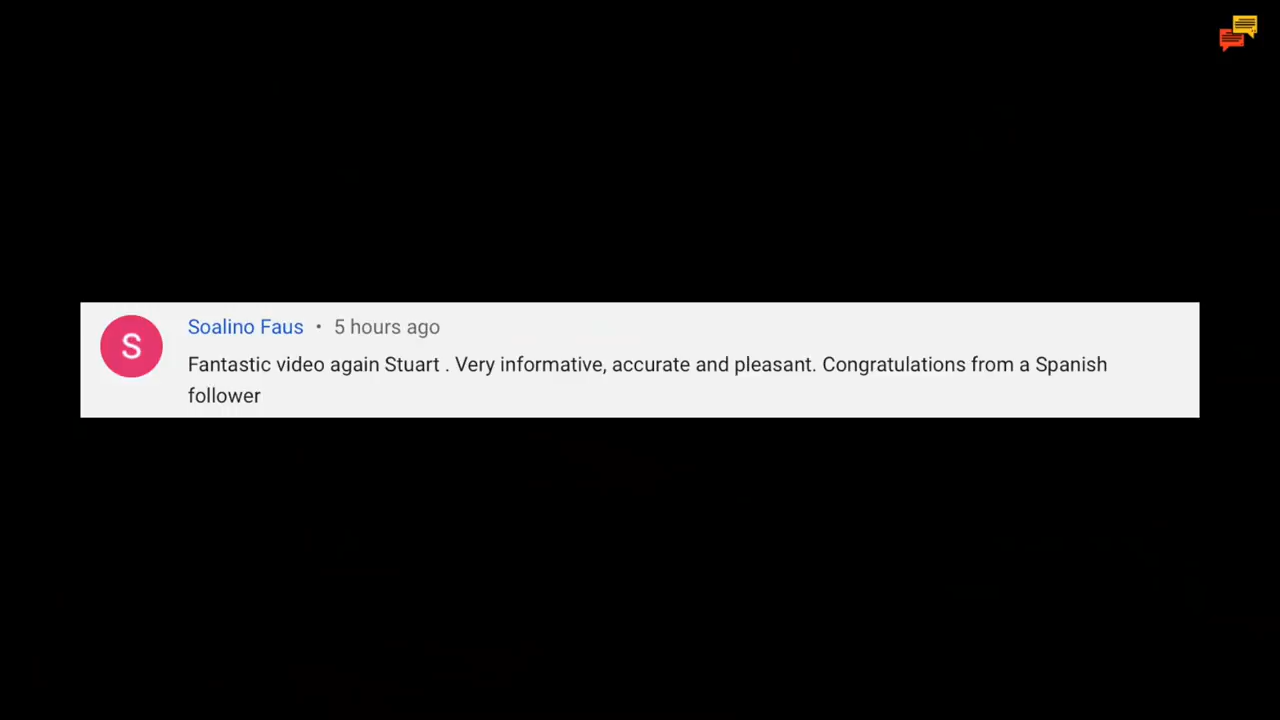 S
Soalino Faus • 5 hours ago
Fantastic video again Stuart . Very informative, accurate and pleasant. Congratulations from a Spanish
follower